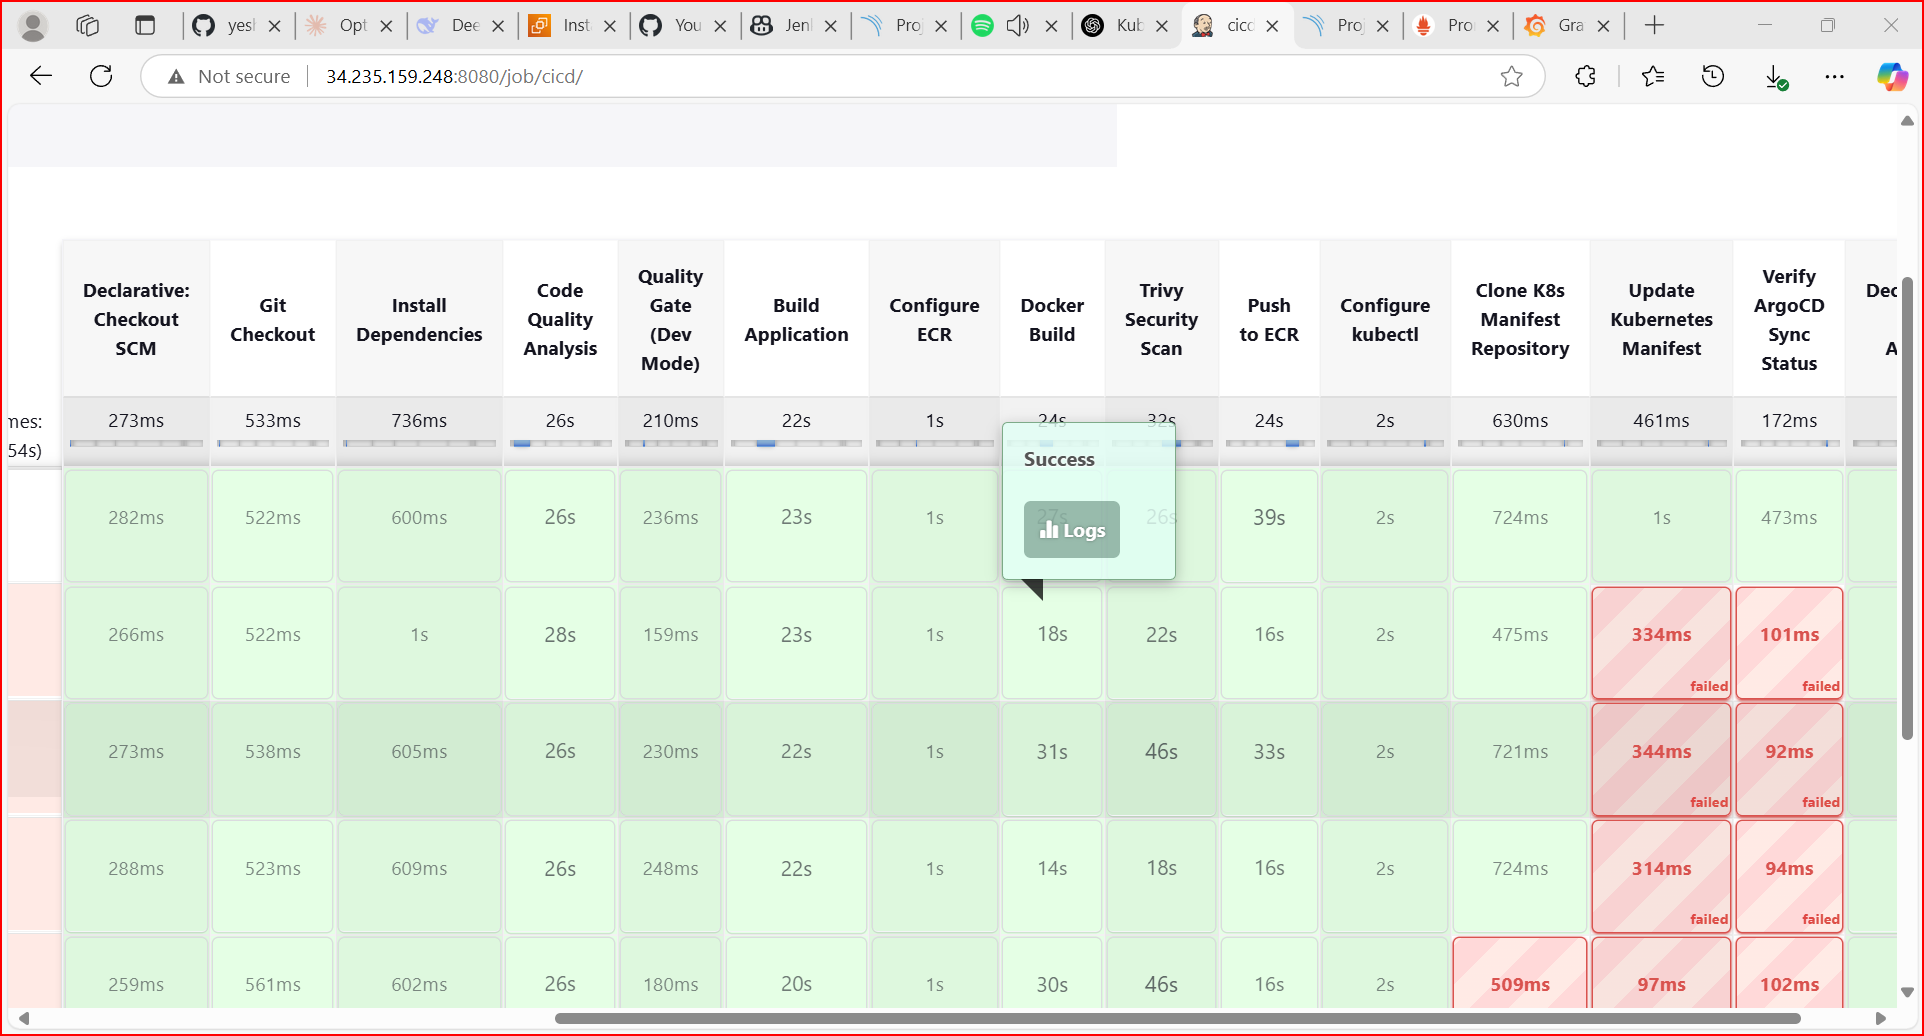 yesl
Opt
Dee
Inst
You
Jenl
Proj
Kub
cicd
Proj
Pro
Gra
Not secure
34.235.159.248:8080/job/cicd/
Declarative: Checkout SCM
Git Checkout
Install Dependencies
Code Quality Analysis
Quality Gate (Dev Mode)
Build Application
Configure ECR
Docker Build
Trivy Security Scan
Push to ECR
Configure kubectl
Clone K8s Manifest Repository
Update Kubernetes Manifest
Verify ArgoCD Sync Status
Dec
A
mes:
54s)
273ms 533ms 736ms 26s 210ms 22s 1s 24s 32s 24s 2s 630ms 461ms 172ms
Success
Logs
282ms 522ms 600ms 26s 236ms 23s 1s 27s 26s 39s 2s 724ms 1s 473ms
266ms 522ms 1s 28s 159ms 23s 1s 18s 22s 16s 2s 475ms 334ms 101ms
failed failed
273ms 538ms 605ms 26s 230ms 22s 1s 31s 46s 33s 2s 721ms 344ms 92ms
failed failed
288ms 523ms 609ms 26s 248ms 22s 1s 14s 18s 16s 2s 724ms 314ms 94ms
failed failed
259ms 561ms 602ms 26s 180ms 20s 1s 30s 46s 16s 2s 509ms 97ms 102ms